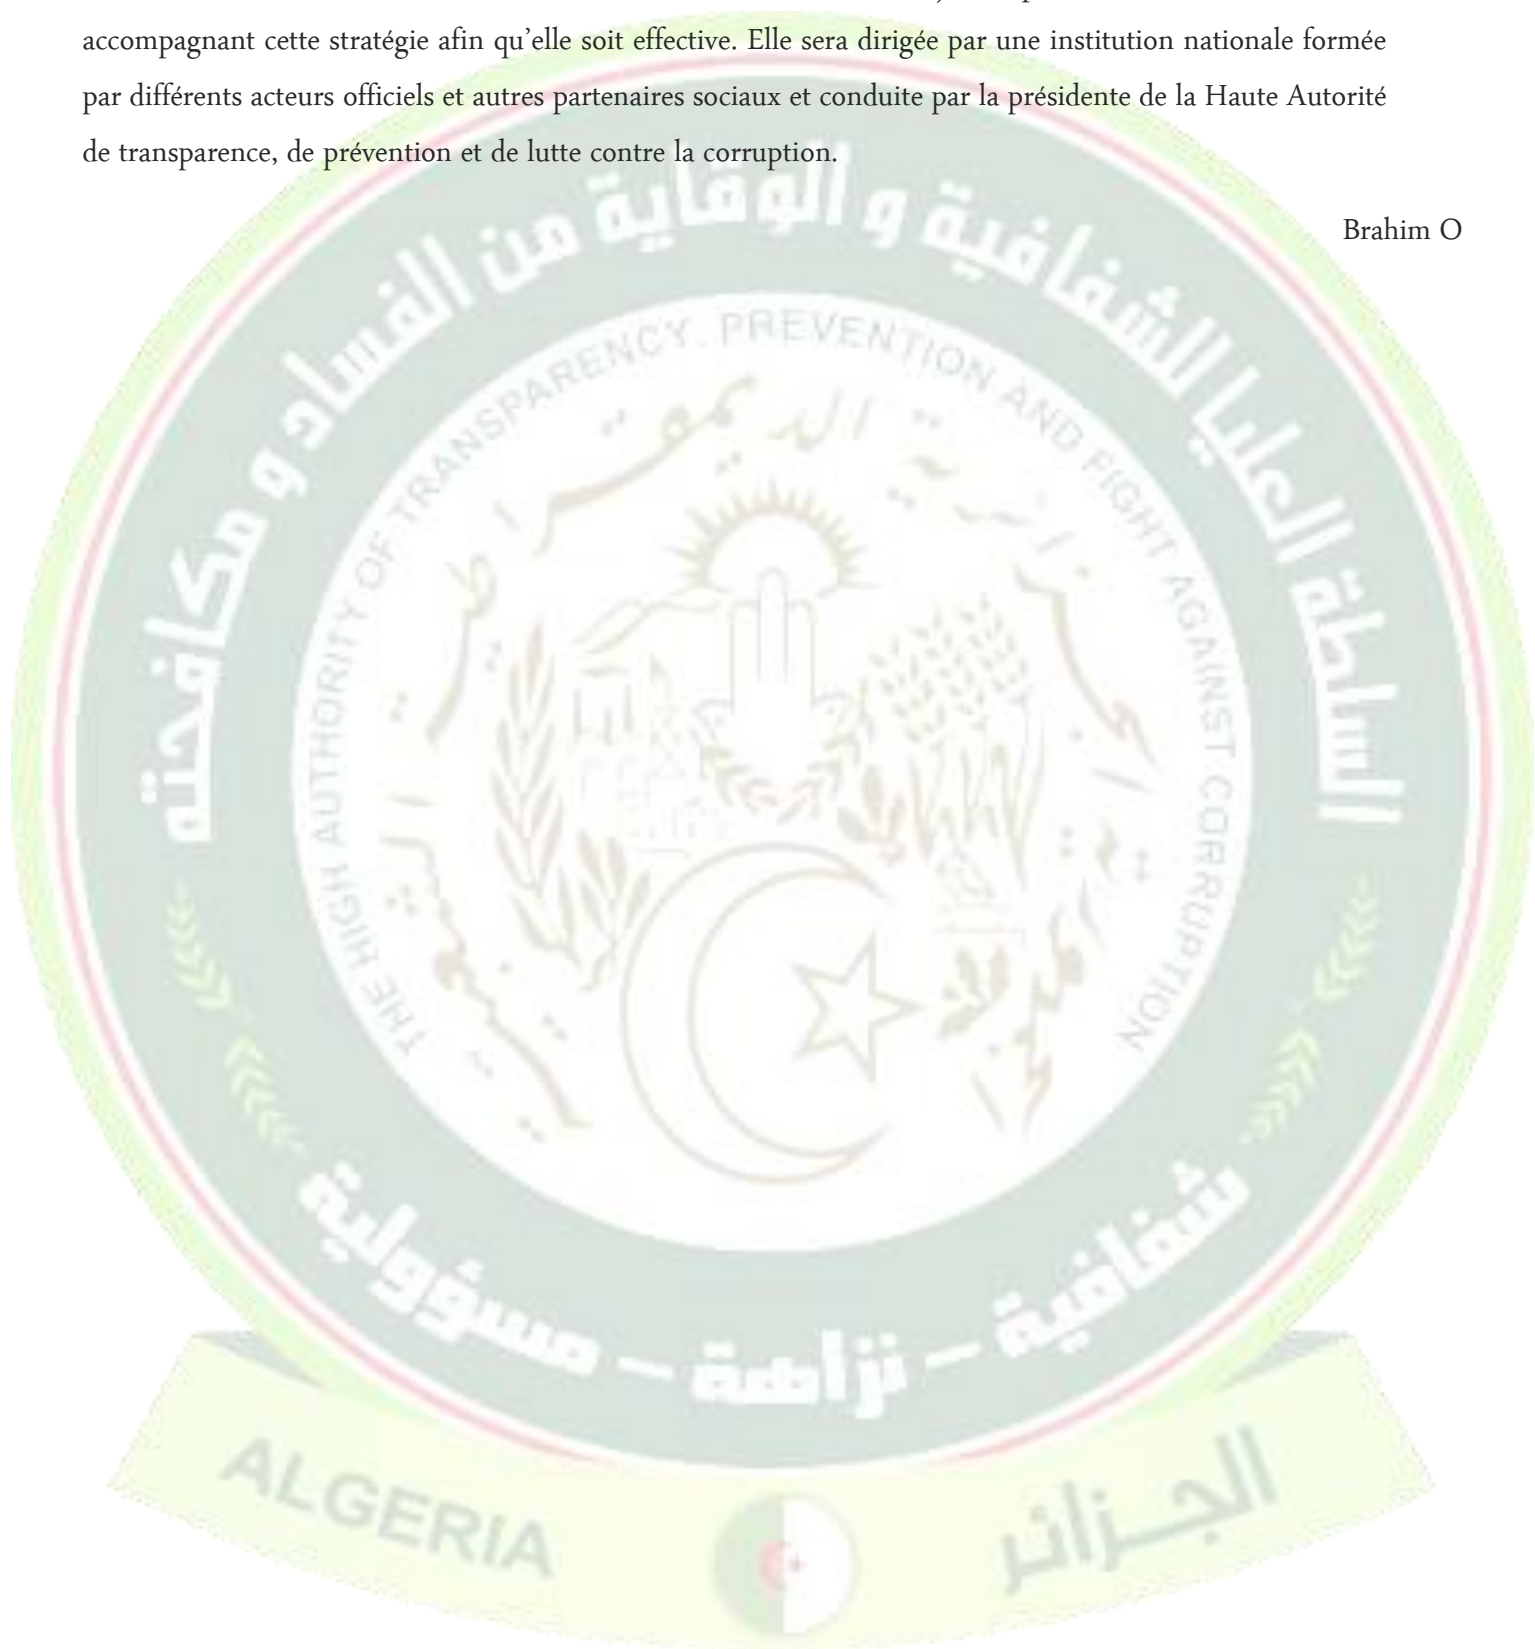 accompagnant cette stratégie afin qu'elle soit effective. Elle sera dirigée par une institution nationale formée
par différents acteurs officiels et autres partenaires sociaux et conduite par la présidente de la Haute Autorité
de transparence, de prévention et de lutte contre la corruption.
Brahim O
السلطة العليا للشفافية و الوقاية من الفساد و مكافحته
THE HIGH AUTHORITY OF TRANSPARENCY, PREVENTION AND FIGHT AGAINST CORRUPTION
شفافية – نزاهة – مسؤولية
ALGERIA
الجزائر